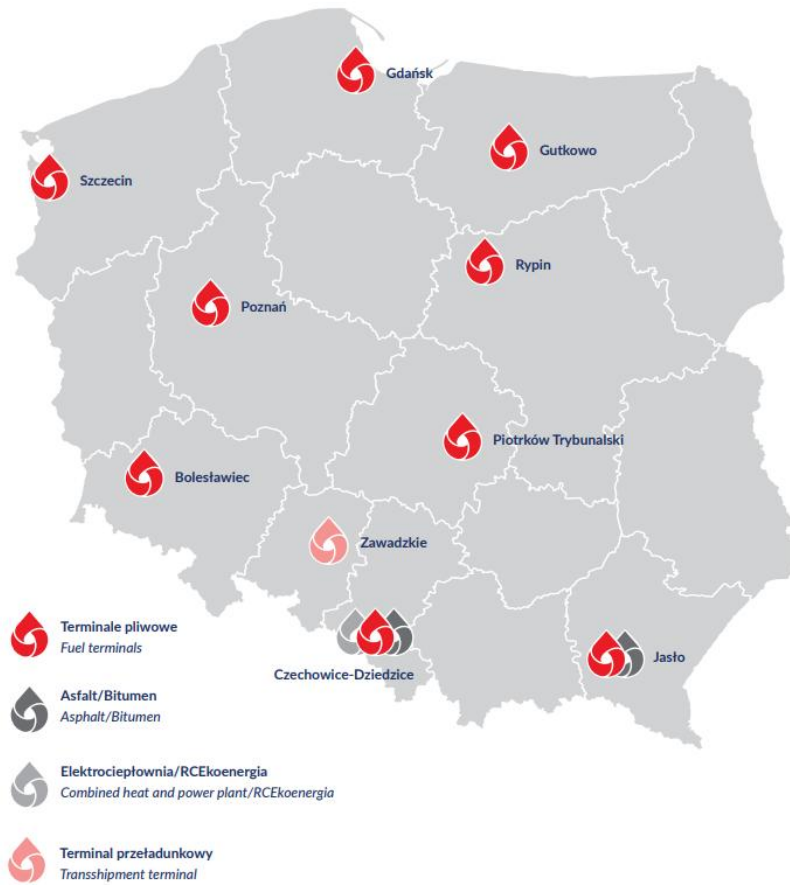 Gdańsk
Gutkowo
Szczecin
Rypin
Poznań
Piotrków Trybunalski
Bolesławiec
Zawadzkie
Jasło
Czechowice-Dziedzice
Terminale pliwowe
Fuel terminals
Asfalt/Bitumen
Asphalt/Bitumen
Elektrociepłownia/RCEkoenergia
Combined heat and power plant/RCEkoenergia
Terminal przeładunkowy
Transshipment terminal